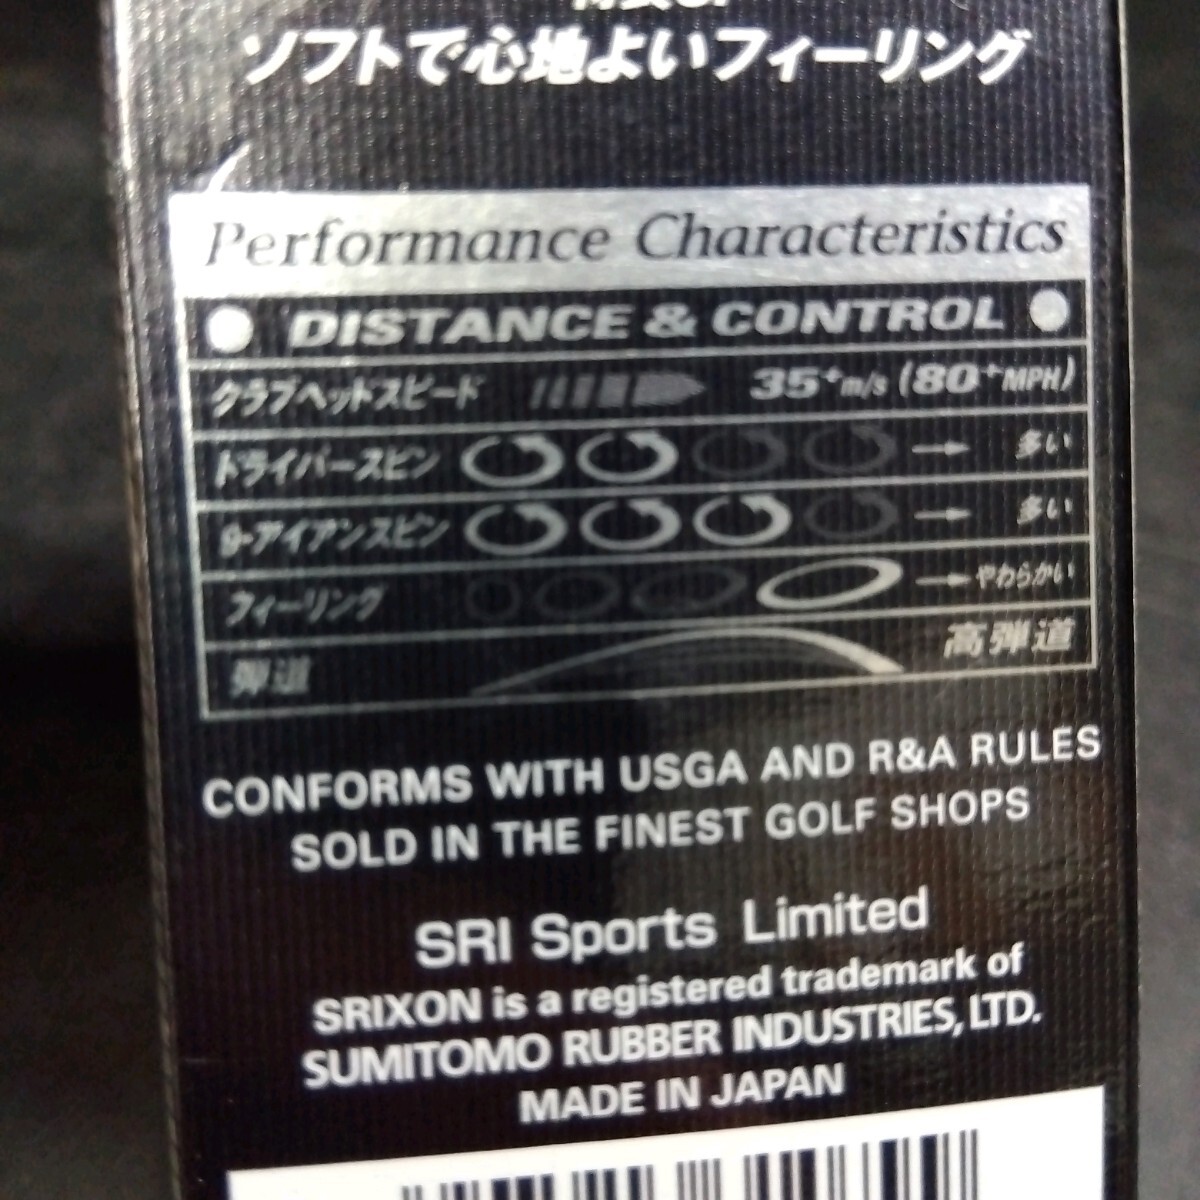 ソフトで心地よいフィーリング
Performance Characteristics
DISTANCE & CONTROL
クラブヘッドスピード 35+m/s (80+MPH)
ドライバースピン 多い
9-アイアンスピン 多い
フィーリング やわらかい
弾道 高弾道
CONFORMS WITH USGA AND R&A RULES
SOLD IN THE FINEST GOLF SHOPS
SRI Sports Limited
SRIXON is a registered trademark of
SUMITOMO RUBBER INDUSTRIES, LTD.
MADE IN JAPAN